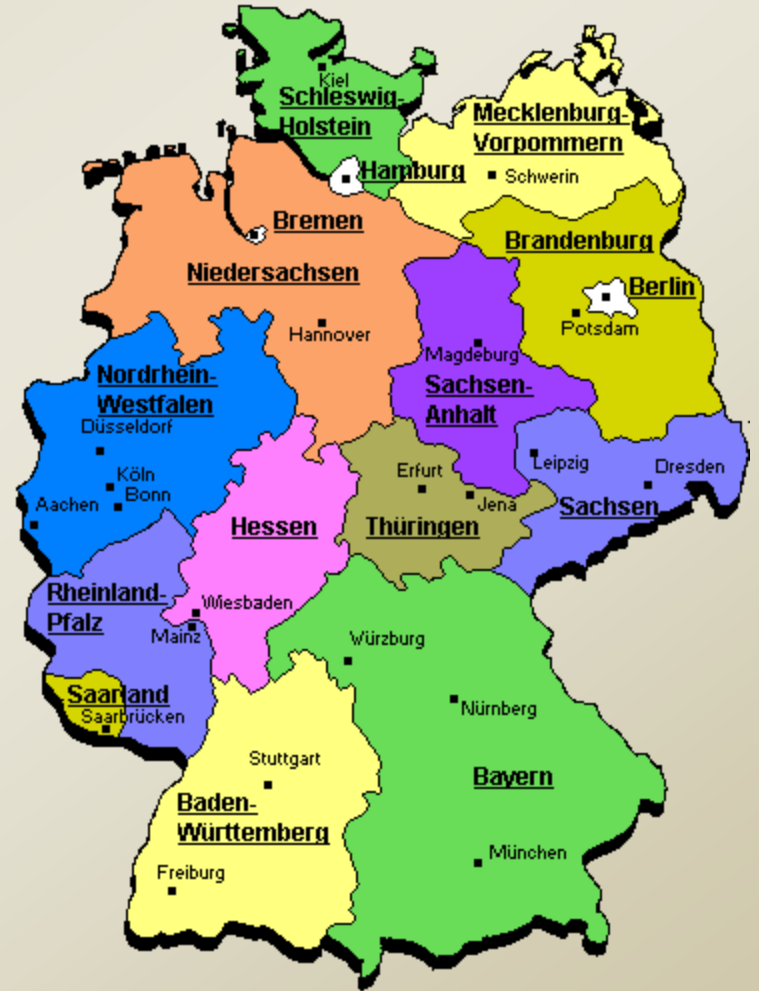 Kiel
Schleswig-
Holstein
Mecklenburg-
Vorpommern
Hamburg
Schwerin
Bremen
Brandenburg
Niedersachsen
Berlin
Hannover
Potsdam
Magdeburg
Nordrhein-
Westfalen
Sachsen-
Anhalt
Düsseldorf
Köln
Bonn
Aachen
Erfurt
Leipzig
Dresden
Jena
Sachsen
Hessen
Thüringen
Rheinland-
Pfalz
Wiesbaden
Mainz
Würzburg
Saarland
Saarbrücken
Nürnberg
Stuttgart
Bayern
Baden-
Württemberg
München
Freiburg